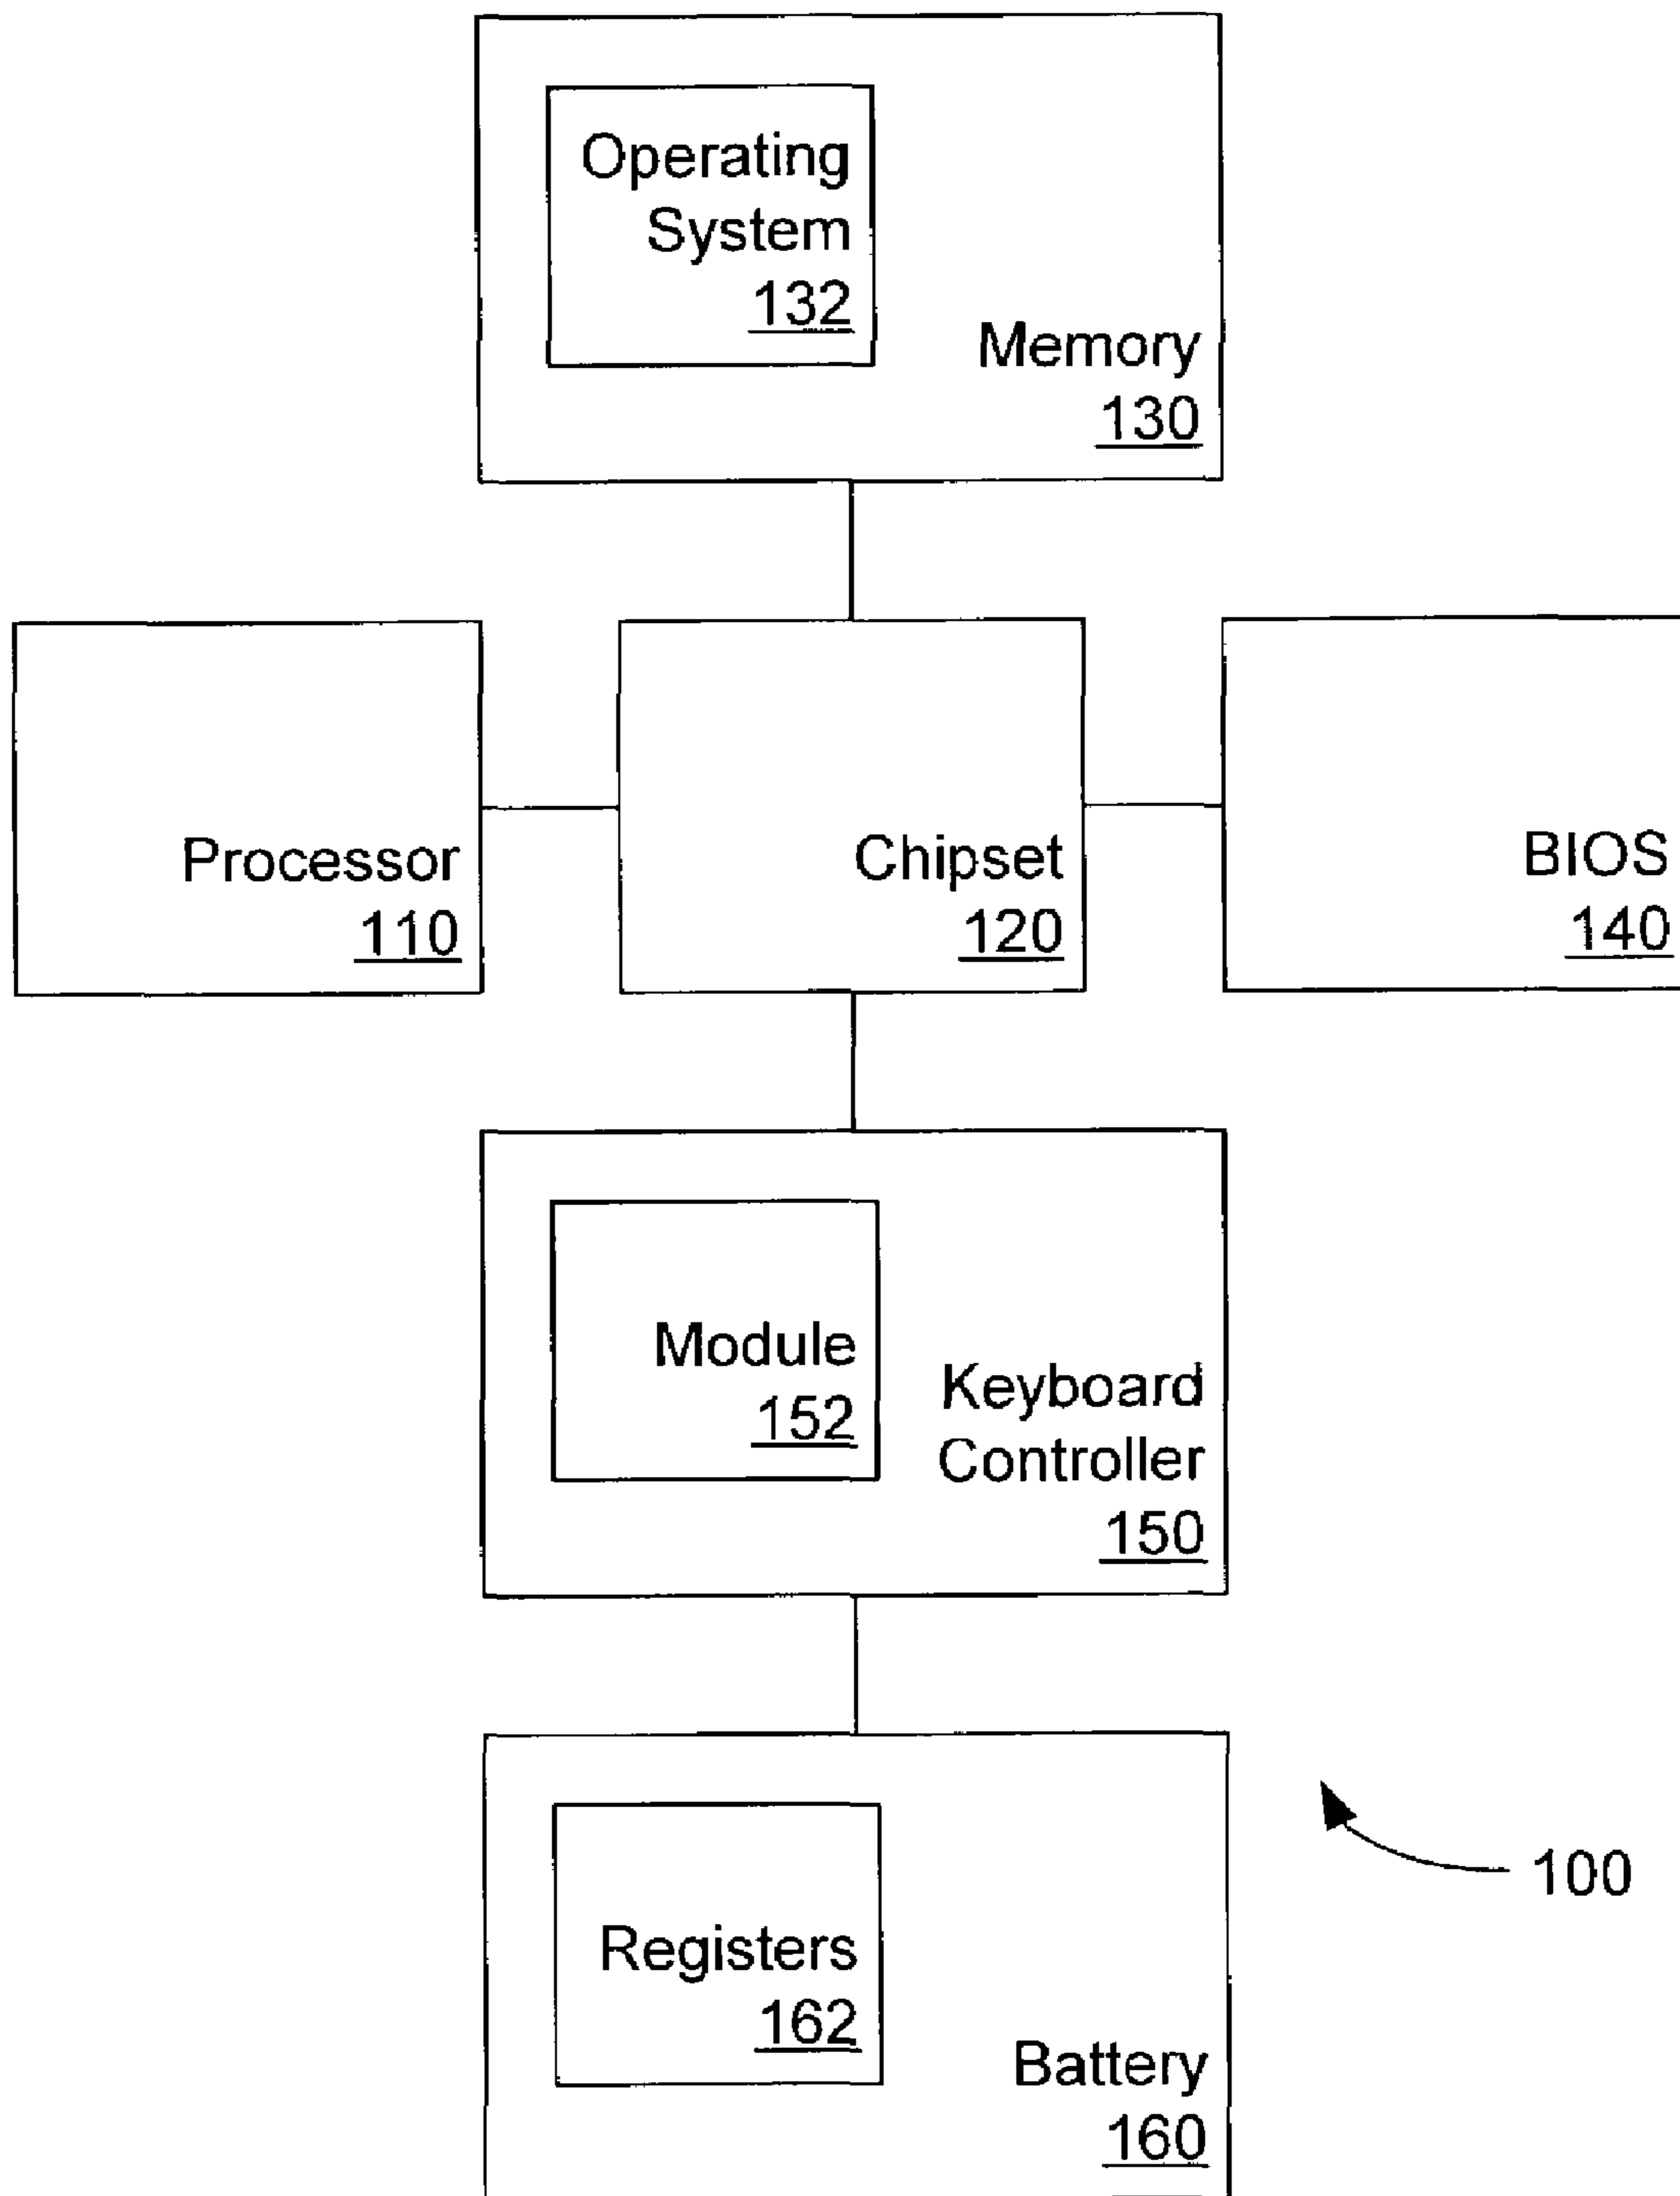 Operating
System
132
Memory
130
Processor
110
Chipset
120
BIOS
140
Module
152
Keyboard
Controller
150
100
Registers
162
Battery
160